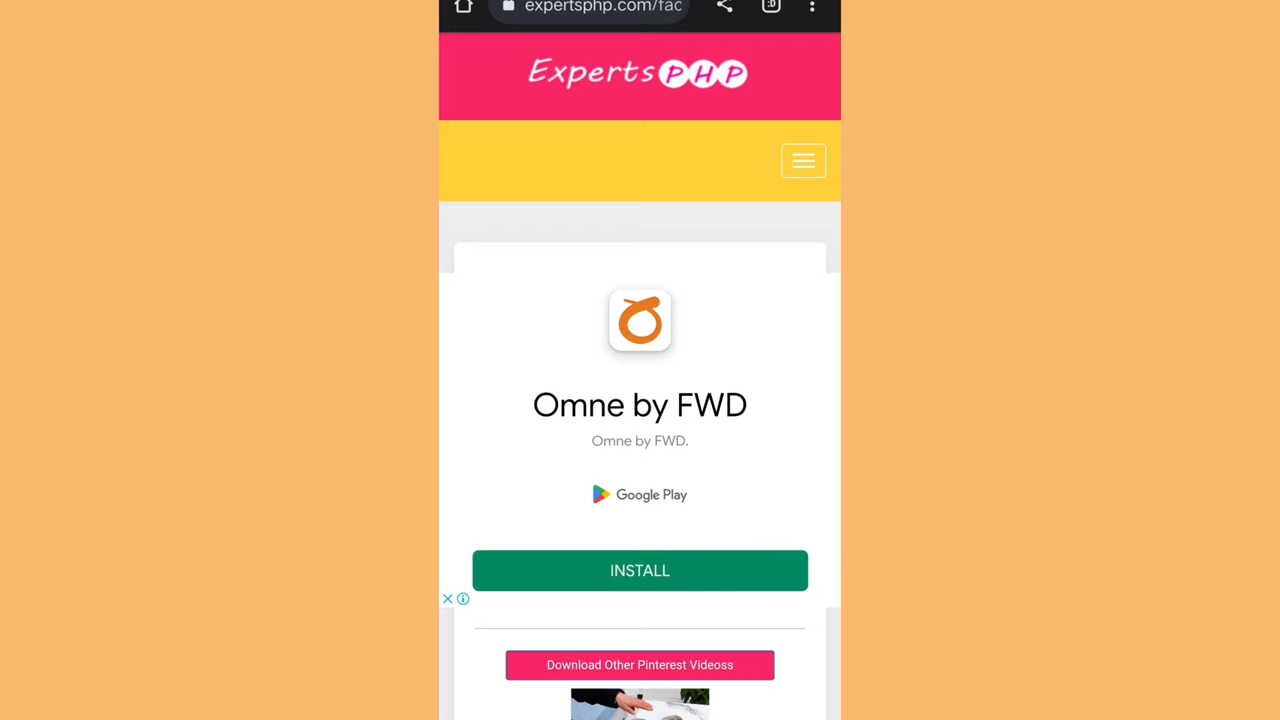 expertsphp.com/fac
:D
Experts PHP
Omne by FWD
Omne by FWD.
Google Play
INSTALL
Download Other Pinterest Videoss